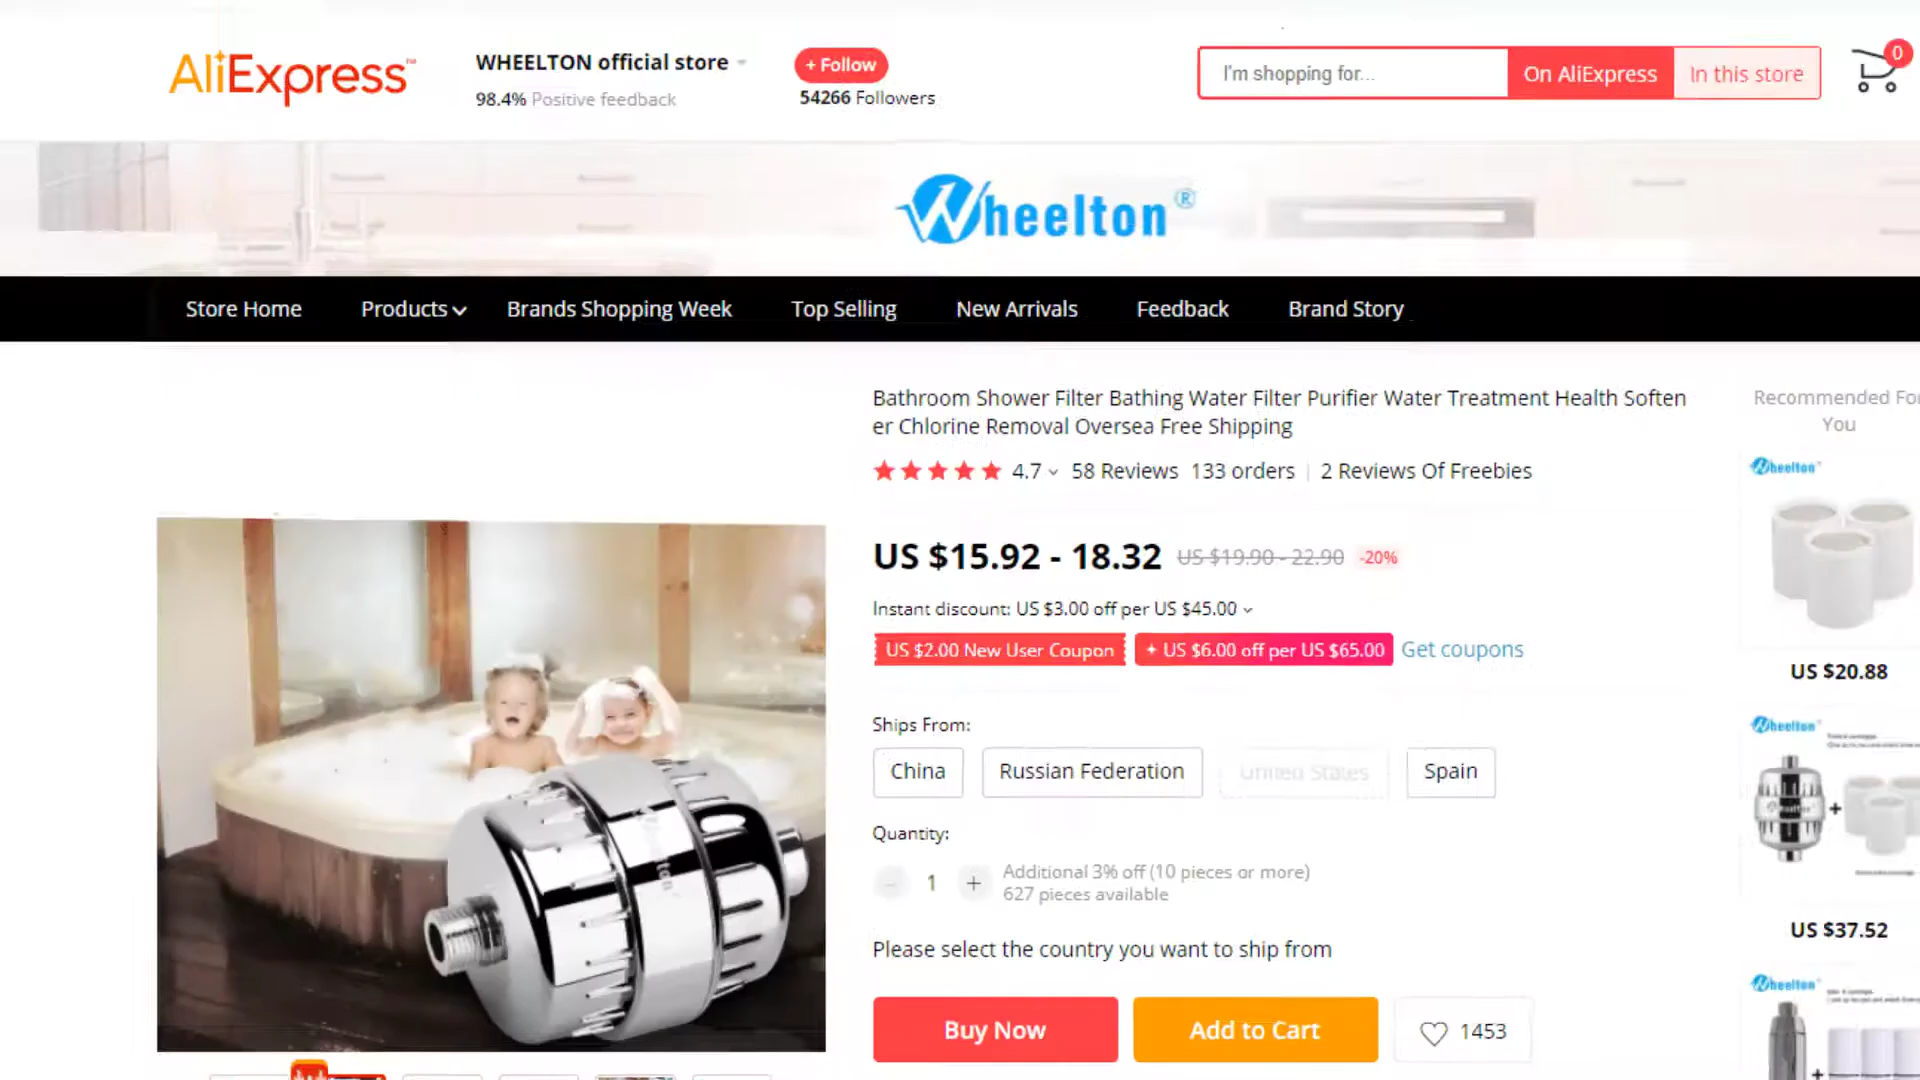 AliExpress™
WHEELTON official store
98.4% Positive feedback
+ Follow
54266 Followers
I'm shopping for...
On AliExpress
In this store
0
Wheelton®
Store Home
Products
Brands Shopping Week
Top Selling
New Arrivals
Feedback
Brand Story
Bathroom Shower Filter Bathing Water Filter Purifier Water Treatment Health Soften
er Chlorine Removal Oversea Free Shipping
4.7
58 Reviews
133 orders
2 Reviews Of Freebies
US $15.92 - 18.32
US $19.90 - 22.90
-20%
Instant discount: US $3.00 off per US $45.00
US $2.00 New User Coupon
+ US $6.00 off per US $65.00
Get coupons
Ships From:
China
Russian Federation
United States
Spain
Quantity:
- 1 +
Additional 3% off (10 pieces or more)
627 pieces available
Please select the country you want to ship from
Buy Now
Add to Cart
1453
Recommended For
You
Wheelton
US $20.88
Wheelton
+
US $37.52
Wheelton
+